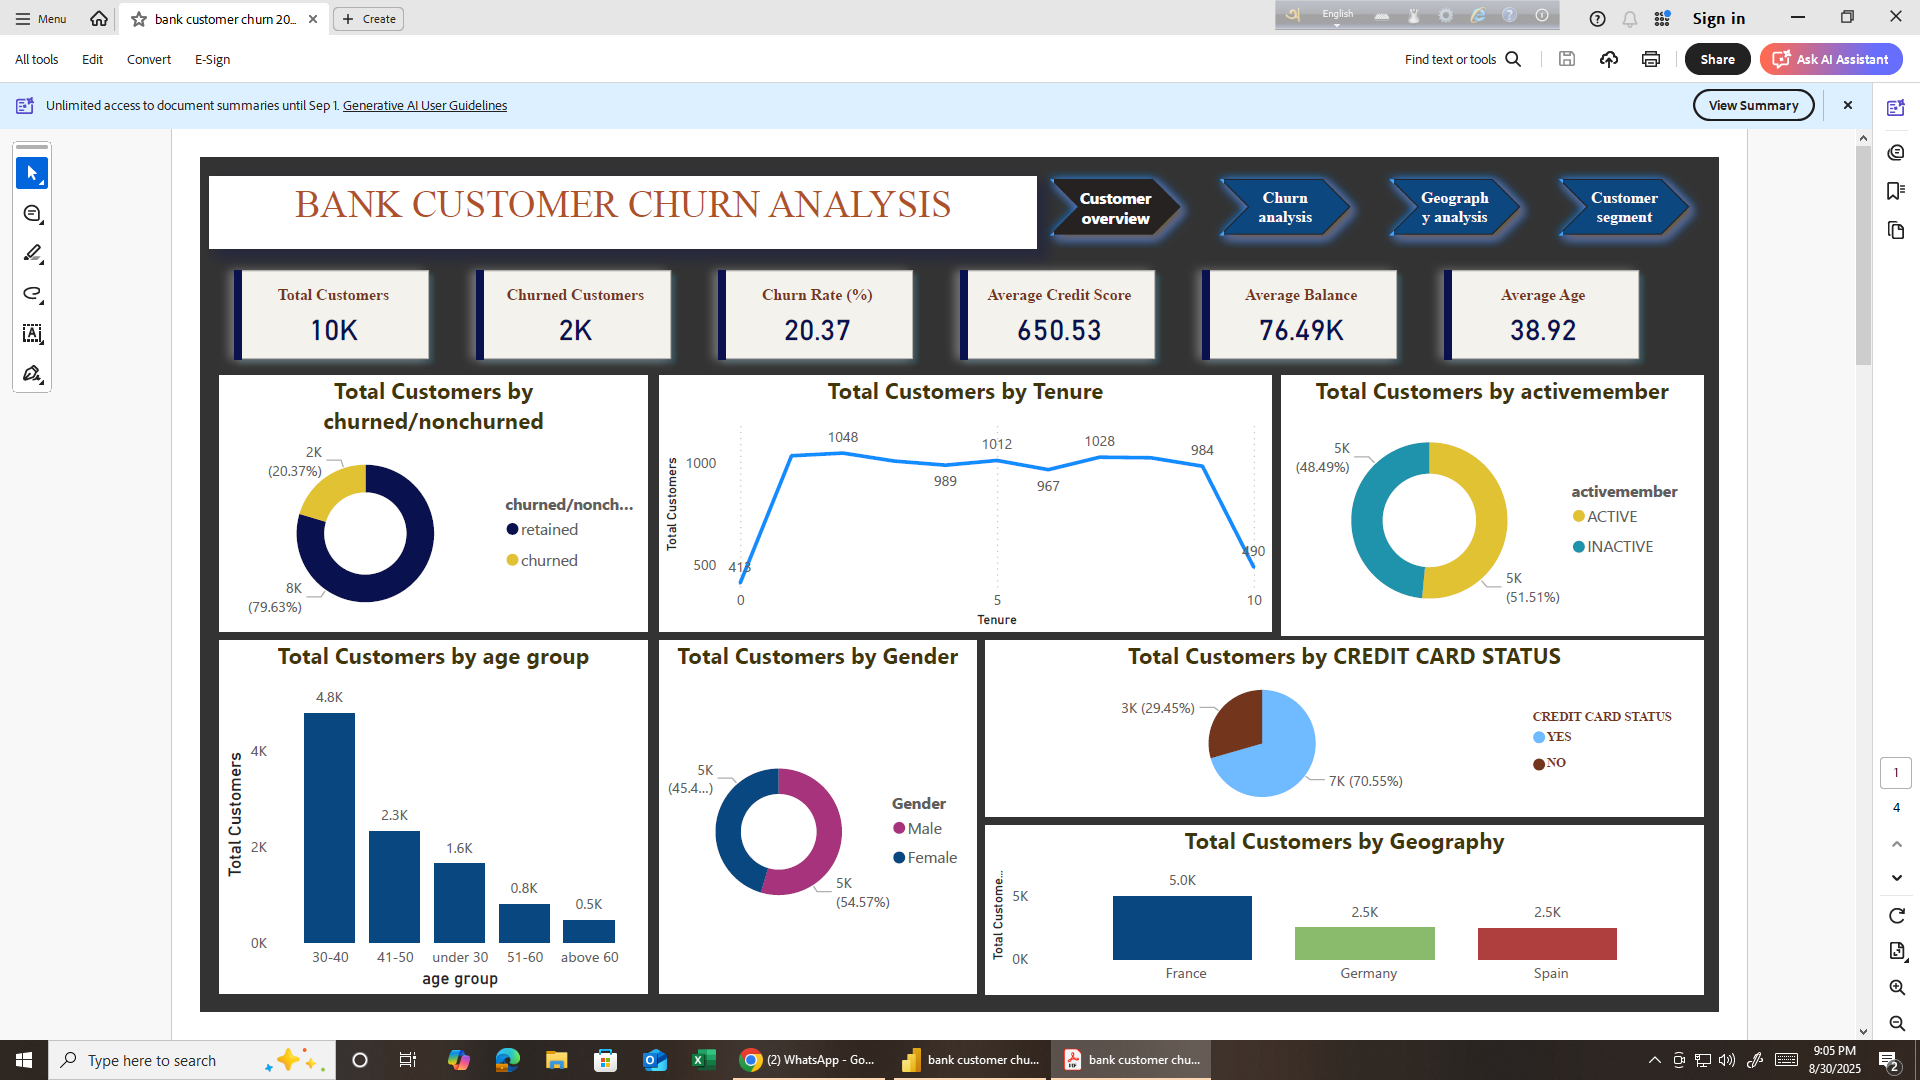 Menu
bank customer churn 20...
Create
English
Sign in
All tools
Edit
Convert
E-Sign
Find text or tools
Share
Ask AI Assistant
Unlimited access to document summaries until Sep 1. Generative AI User Guidelines
View Summary
BANK CUSTOMER CHURN ANALYSIS
Customer
overview
Churn
analysis
Geograph
y analysis
Customer
segment
Total Customers
10K
Churned Customers
2K
Churn Rate (%)
20.37
Average Credit Score
650.53
Average Balance
76.49K
Average Age
38.92
Total Customers by
churned/nonchurned
2K
(20.37%)
8K
(79.63%)
churned/nonch...
retained
churned
Total Customers by Tenure
Total Customers
1000
500
413
1048
989
1012
967
1028
984
490
0
5
10
Tenure
Total Customers by activemember
5K
(48.49%)
5K
(51.51%)
activemember
ACTIVE
INACTIVE
Total Customers by age group
Total Customers
4K
2K
0K
4.8K
2.3K
1.6K
0.8K
0.5K
30-40
41-50
under 30
51-60
above 60
age group
Total Customers by Gender
5K
(45.4...)
5K
(54.57%)
Gender
Male
Female
Total Customers by CREDIT CARD STATUS
3K (29.45%)
7K (70.55%)
CREDIT CARD STATUS
YES
NO
Total Customers by Geography
Total Custome...
5K
0K
5.0K
2.5K
2.5K
France
Germany
Spain
1
4
Type here to search
(2) WhatsApp - Go...
bank customer chu...
bank customer chu...
9:05 PM
8/30/2025
2